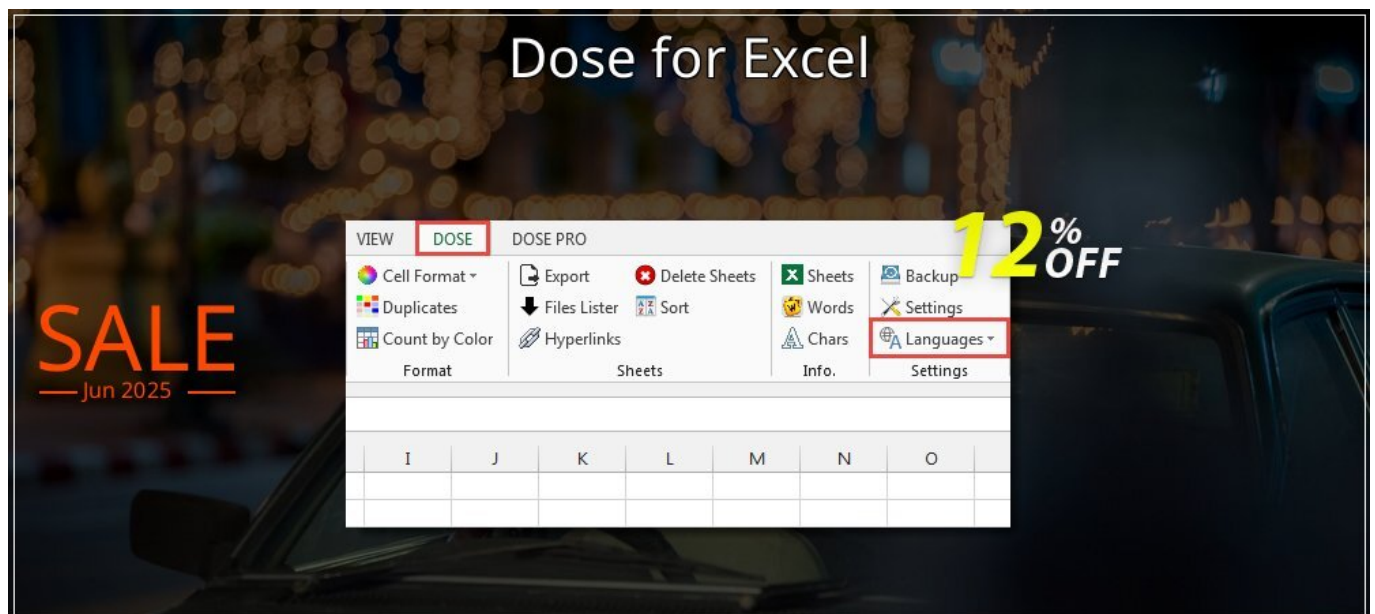 Dose for Excel
12% OFF
SALE
Jun 2025
VIEW DOSE DOSE PRO
Cell Format Export Delete Sheets Sheets Backup
Duplicates Files Lister Sort Words Settings
Count by Color Hyperlinks Chars Languages
Format Sheets Info. Settings
I J K L M N O